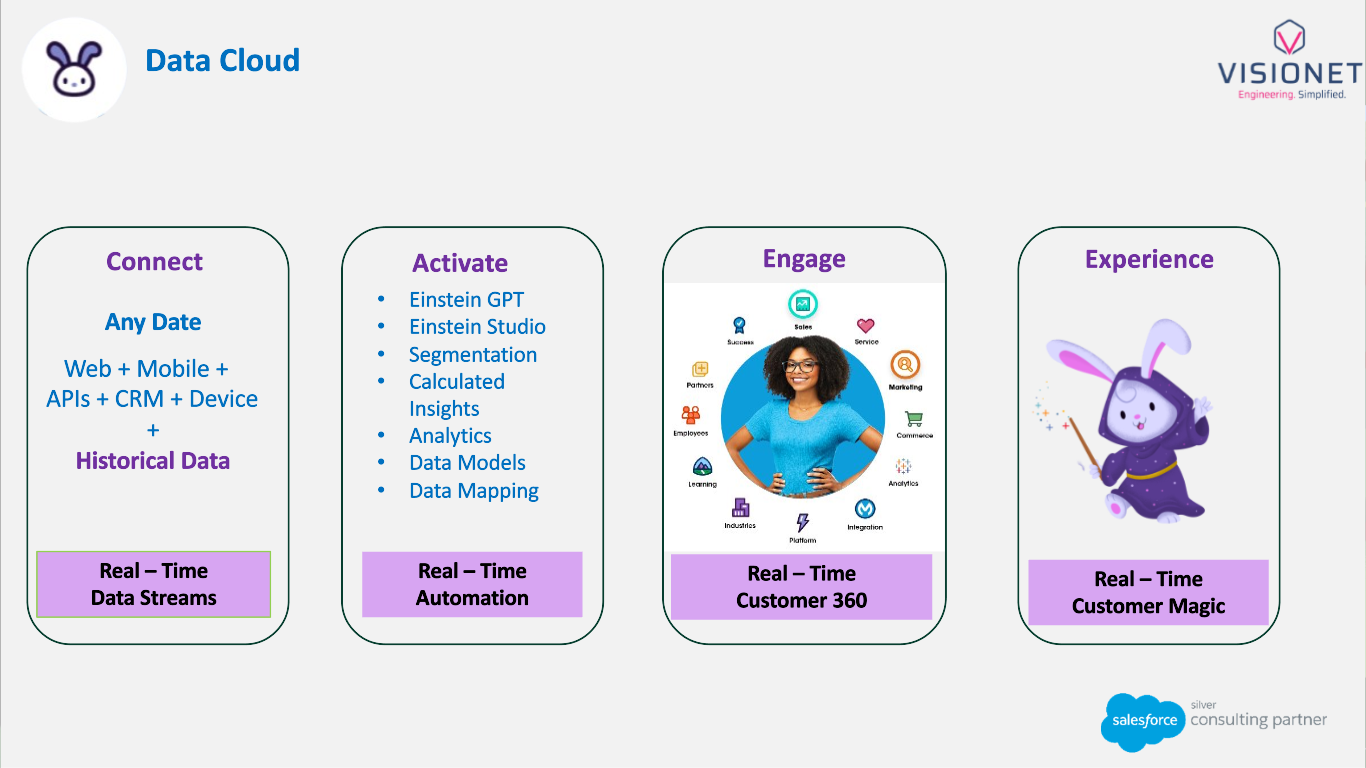 Data Cloud
VISIONET
Engineering. Simplified.
Connect
Any Date
Web + Mobile +
APIs + CRM + Device
+
Historical Data
Real – Time
Data Streams
Activate
• Einstein GPT
• Einstein Studio
• Segmentation
• Calculated
Insights
• Analytics
• Data Models
• Data Mapping
Real – Time
Automation
Engage
Sales
Success
Service
Partners
Marketing
Employees
Commerce
Learning
Analytics
Industries
Integration
Platform
Real – Time
Customer 360
Experience
Real – Time
Customer Magic
salesforce
silver
consulting partner